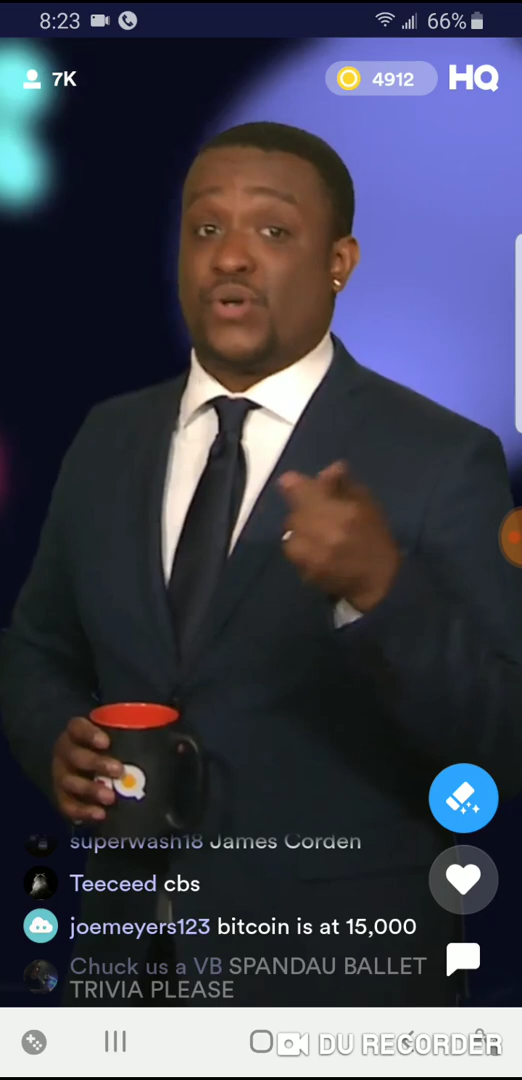 8:23
66%
7K
4912
HQ
superwash18 James Corden
Teeceed cbs
joemeyers123 bitcoin is at 15,000
Chuck us a VB SPANDAU BALLET
TRIVIA PLEASE
DU RECORDER